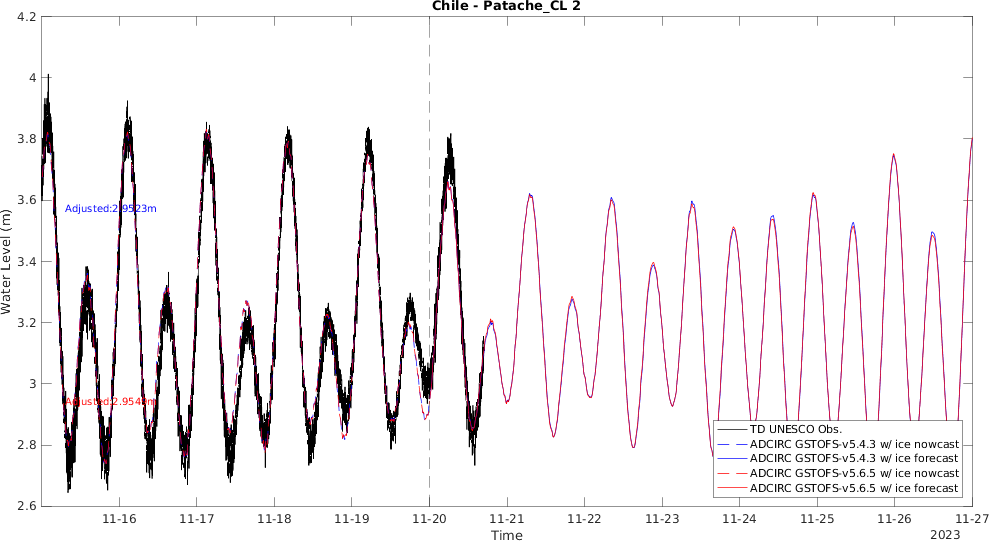 Chile - Patache_CL 2
Water Level (m)
4.2
4
3.8
3.6
3.4
3.2
3
2.8
2.6
Adjusted:2.9523m
TD UNESCO Obs.
ADCIRC GSTOFS-v5.4.3 w/ ice nowcast
ADCIRC GSTOFS-v5.4.3 w/ ice forecast
ADCIRC GSTOFS-v5.6.5 w/ ice nowcast
ADCIRC GSTOFS-v5.6.5 w/ ice forecast
11-16
11-17
11-18
11-19
11-20
11-21
11-22
11-23
11-24
11-25
11-26
11-27
Time
2023